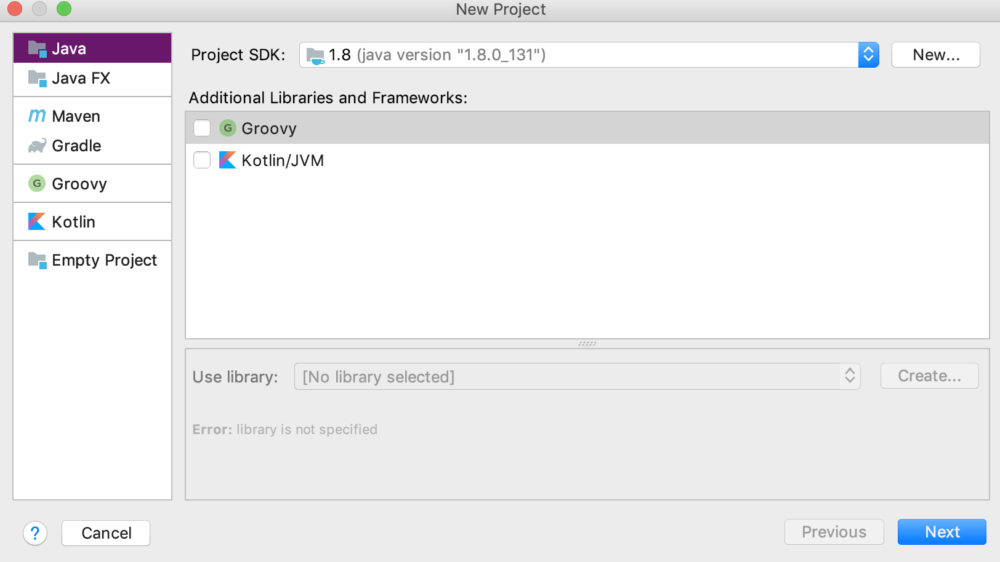 New Project
Java
Java FX
Maven
Gradle
Groovy
Kotlin
Empty Project
Project SDK: 1.8 (java version "1.8.0_131") New...
Additional Libraries and Frameworks:
G Groovy
Kotlin/JVM
Use library: [No library selected] Create...
Error: library is not specified
? Cancel Previous Next